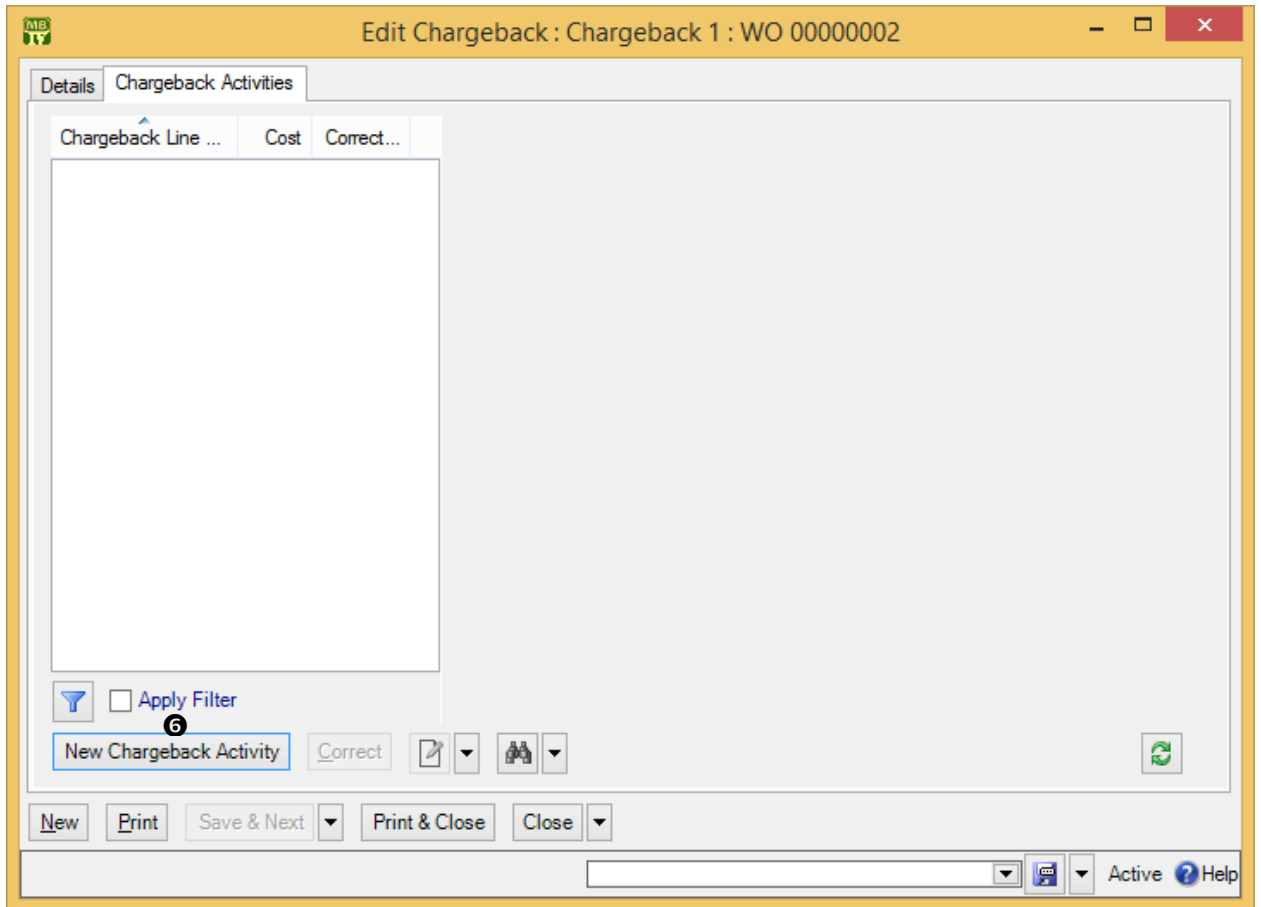 MB
Edit Chargeback : Chargeback 1 : WO 00000002
Details Chargeback Activities
Chargeback Line ... Cost Correct...
Apply Filter
❻
New Chargeback Activity Correct
New Print Save & Next Print & Close Close
Active Help